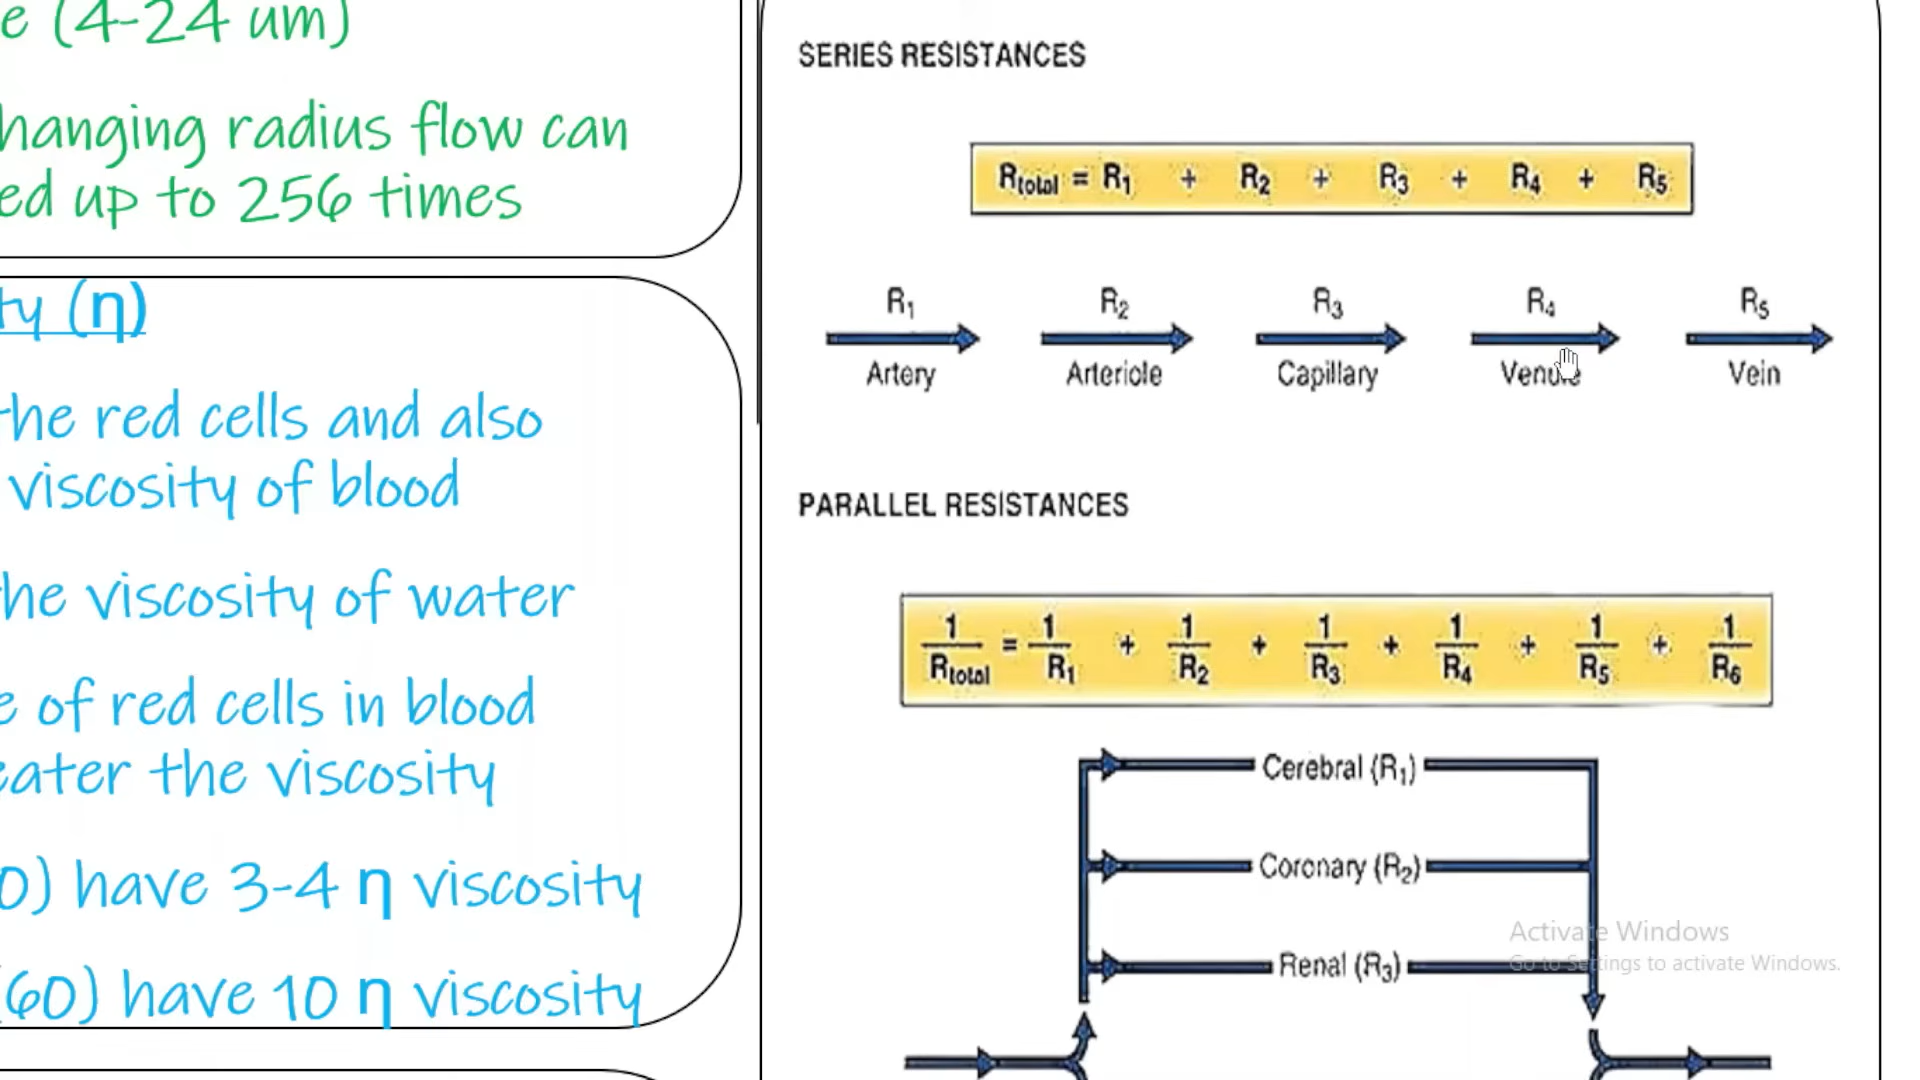 e (4-24 um)
hanging radius flow can
ed up to 256 times
ty (η)
the red cells and also
viscosity of blood
he viscosity of water
e of red cells in blood
eater the viscosity
0) have 3-4 η viscosity
(60) have 10 η viscosity
SERIES RESISTANCES
Rtotal = R1 + R2 + R3 + R4 + R5
R1 R2 R3 R4 R5
Artery Arteriole Capillary Venule Vein
PARALLEL RESISTANCES
1/Rtotal = 1/R1 + 1/R2 + 1/R3 + 1/R4 + 1/R5 + 1/R6
Cerebral (R1)
Coronary (R2)
Renal (R3)
Activate Windows
Go to Settings to activate Windows.